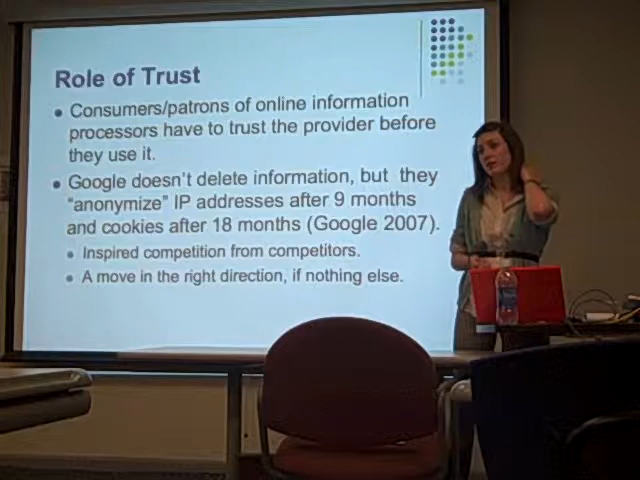 Role of Trust
Consumers/patrons of online information
processors have to trust the provider before
they use it.
Google doesn't delete information, but they
"anonymize" IP addresses after 9 months
and cookies after 18 months (Google 2007).
Inspired competition from competitors.
A move in the right direction, if nothing else.